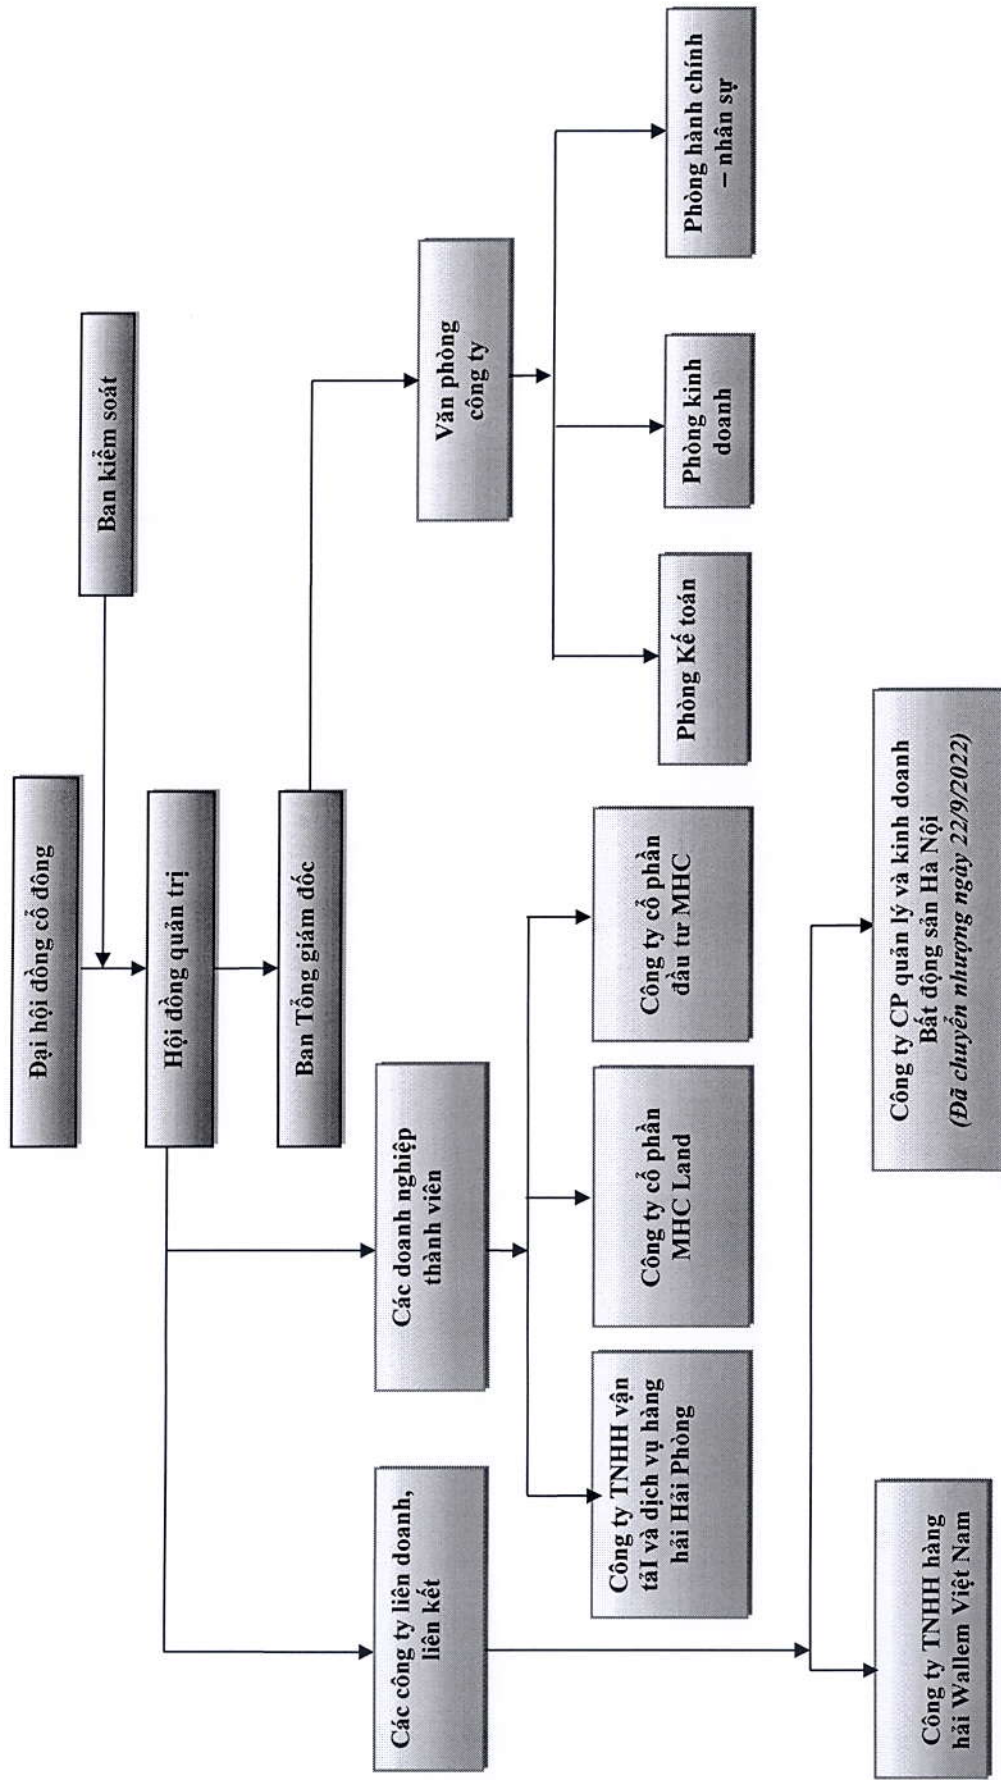 Đại hội đồng cổ đông
Ban kiểm soát
Hội đồng quản trị
Ban Tổng giám đốc
Các công ty liên doanh,
liên kết
Các doanh nghiệp
thành viên
Văn phòng
công ty
Công ty TNHH vận
tảI và dịch vụ hàng
hải Hải Phòng
Công ty cổ phần
MHC Land
Công ty cổ phần
đầu tư MHC
Phòng Kế toán
Phòng kinh
doanh
Phòng hành chính
– nhân sự
Công ty TNHH hàng
hải Wallem Việt Nam
Công ty CP quản lý và kinh doanh
Bất động sản Hà Nội
(Đã chuyển nhượng ngày 22/9/2022)